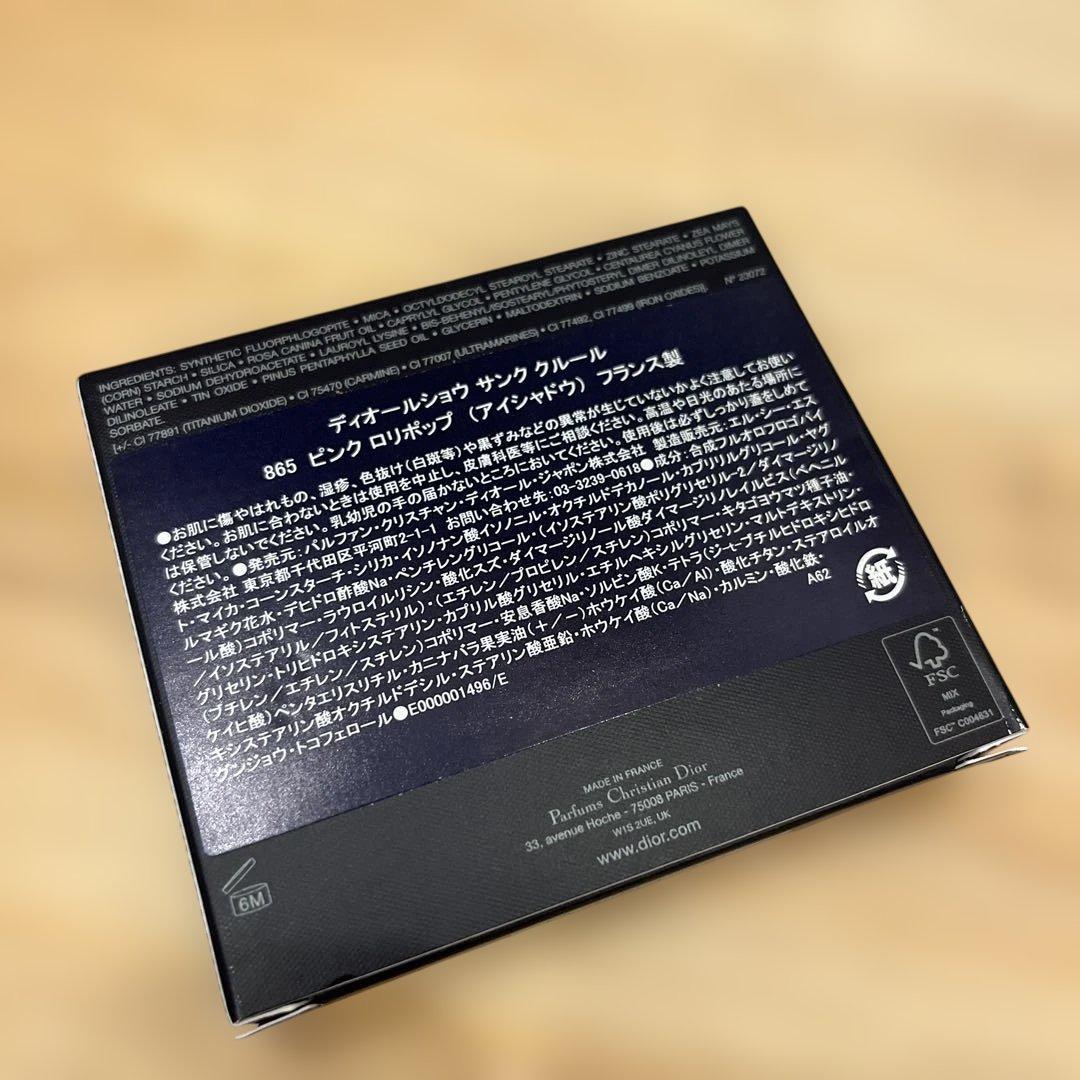 INGREDIENTS: SYNTHETIC FLUORPHLOGOPITE • MICA • OCTYLDODECYL STEAROYL STEARATE • ZINC STEARATE • ZEA MAYS
(CORN) STARCH • SILICA • ROSA CANINA FRUIT OIL • CAPRYLYL GLYCOL • PENTYLENE GLYCOL • CENTAUREA CYANUS FLOWER
WATER • SODIUM DEHYDROACETATE • LAUROYL LYSINE • BIS-BEHENYL/ISOSTEARYL/PHYTOSTERYL DIMER DILINOLEYL DIMER
DILINOLEATE • TIN OXIDE • PINUS PENTAPHYLLA SEED OIL • GLYCERIN • MALTODEXTRIN • SODIUM BENZOATE • POTASSIUM
SORBATE.
[+/- CI 77891 (TITANIUM DIOXIDE) • CI 75470 (CARMINE) • CI 77007 (ULTRAMARINES) • CI 77492, CI 77499 (IRON OXIDES)]
N° 23072
ディオールショウ サンク クルール
865 ピンク ロリポップ (アイシャドウ) フランス製
●お肌に傷やはれもの、湿疹、色抜け(白斑等)や黒ずみなどの異常が生じていないかよく注意してお使い
ください。お肌に合わないときは使用を中止し、皮膚科医等にご相談ください。高温や日光のあたる場所に
は保管しないでください。乳幼児の手の届かないところにおいてください。使用後は必ずしっかり蓋をしめて
ください。●発売元:パルファン・クリスチャン・ディオール・ジャポン株式会社 製造販売元:エル・シー・エス
株式会社 東京都千代田区平河町2-1-1 お問い合わせ先:03-3239-0618●成分:合成フルオロフロゴパイ
ト・マイカ・コーンスターチ・シリカ・イソノナン酸イソノニル・オクチルドデカノール・カプリリルグリコール・ヤグ
ルマギク花水・デヒドロ酢酸Na・ペンチレングリコール・(イソステアリン酸ポリグリセリル-2/ダイマージリノ
ール酸)コポリマー・ラウロイルリシン・酸化スズ・ダイマージリノール酸ダイマージリノレイルビス(ベヘニル
/イソステアリル/フィトステリル)・(エチレン/プロピレン/スチレン)コポリマー・キタゴヨウマツ種子油・
グリセリン・トリヒドロキシステアリン・カプリル酸グリセリル・エチルヘキシルグリセリン・マルトデキストリン・
(ブチレン/エチレン/スチレン)コポリマー・安息香酸Na・ソルビン酸K・テトラ(ジ-t-ブチルヒドロキシヒドロ
ケイヒ酸)ペンタエリスリチル・カニナバラ果実油(+/-)ホウケイ酸(Ca/Al)・酸化チタン・ステアロイルオ
キシステアリン酸オクチルドデシル・ステアリン酸亜鉛・ホウケイ酸(Ca/Na)・カルミン・酸化鉄・
グンジョウ・トコフェロール●E000001496/E
A62
紙
FSC
MIX
Packaging
FSC™ C004631
MADE IN FRANCE
Parfums Christian Dior
33, avenue Hoche - 75008 PARIS - France
W1S 2UE, UK
www.dior.com
6M